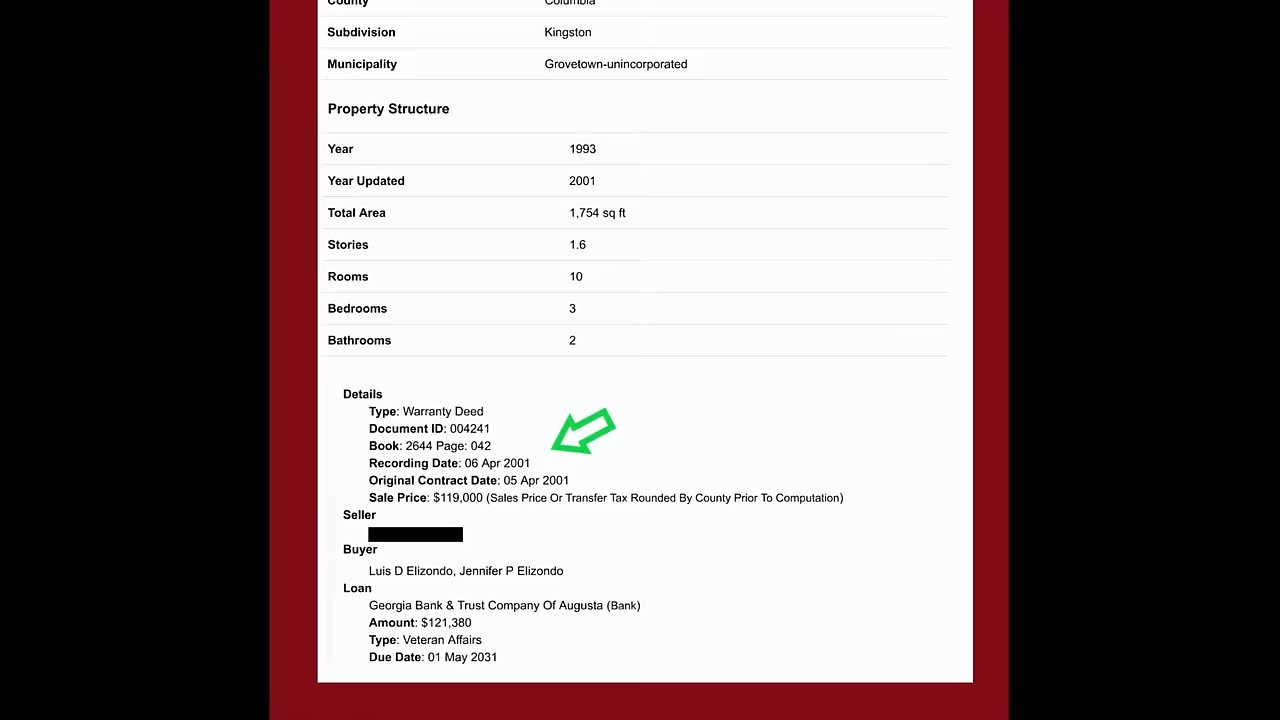 County Columbia
Subdivision Kingston
Municipality Grovetown-unincorporated
Property Structure
Year 1993
Year Updated 2001
Total Area 1,754 sq ft
Stories 1.6
Rooms 10
Bedrooms 3
Bathrooms 2
Details
Type: Warranty Deed
Document ID: 004241
Book: 2644 Page: 042
Recording Date: 06 Apr 2001
Original Contract Date: 05 Apr 2001
Sale Price: $119,000 (Sales Price Or Transfer Tax Rounded By County Prior To Computation)
Seller
Buyer
Luis D Elizondo, Jennifer P Elizondo
Loan
Georgia Bank & Trust Company Of Augusta (Bank)
Amount: $121,380
Type: Veteran Affairs
Due Date: 01 May 2031